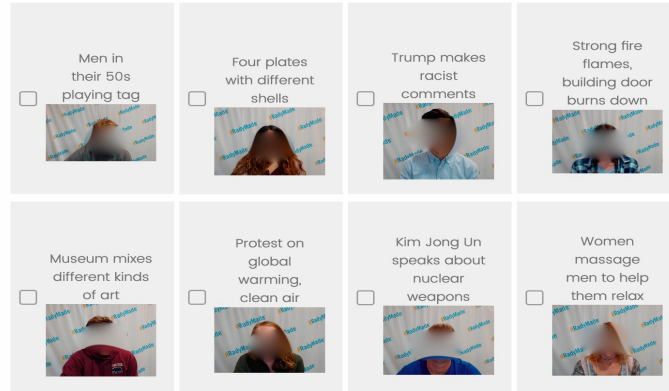 Men in
their 50s
playing tag
Four plates
with different
shells
Trump makes
racist
comments
Strong fire
flames,
building door
burns down
Museum mixes
different kinds
of art
Protest on
global
warming,
clean air
Kim Jong Un
speaks about
nuclear
weapons
Women
massage
men to help
them relax